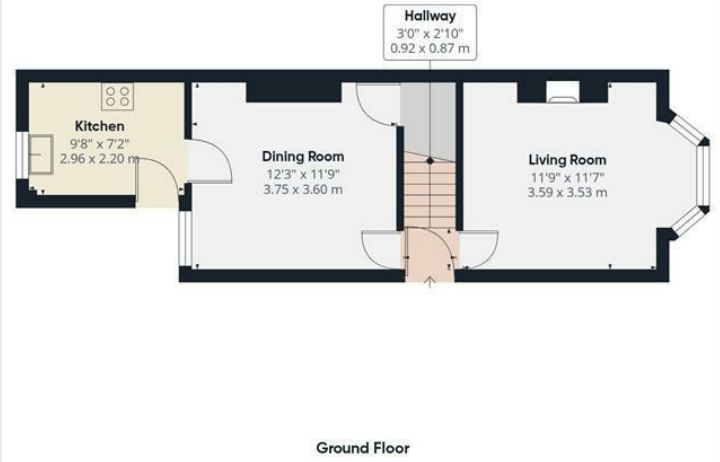 Hallway
3'0" x 2'10"
0.92 x 0.87 m
Kitchen
9'8" x 7'2"
2.96 x 2.20 m
Dining Room
12'3" x 11'9"
3.75 x 3.60 m
Living Room
11'9" x 11'7"
3.59 x 3.53 m
Ground Floor